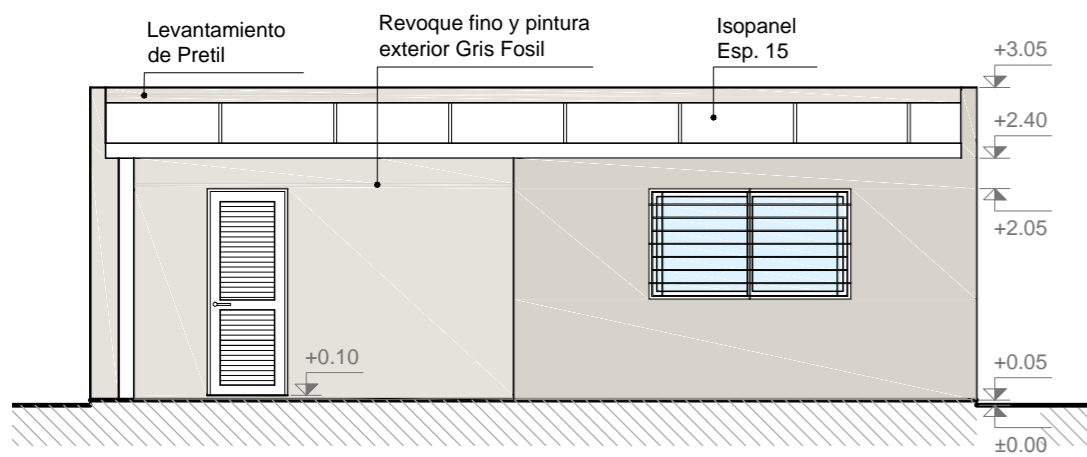 Levantamiento
de Pretil
Revoque fino y pintura
exterior Gris Fosil
Isopanel
Esp. 15
+3.05
+2.40
+2.05
+0.10
+0.05
±0.00